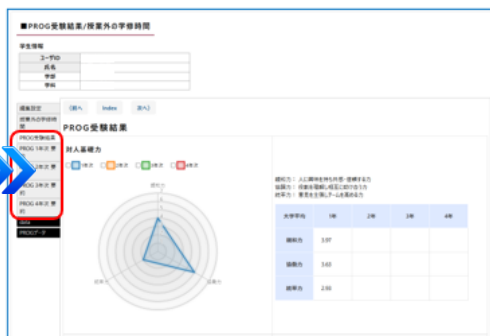 ■PROG受験結果/授業外の学修時間
学生情報
ユーザID
氏名
学部
学科
編集設定
授業外の学修時間
PROG受験結果
PROG 1年次 要約
PROG 3年次 要約
PROG 4年次 要約
PROGデータ
(前へ Index 次へ)
PROG受験結果
対人基礎力
1年次 2年次 3年次 4年次
親和力
協働力
統率力
親和力： 人に興味を持ち共感・信頼する力
協働力： 役割を理解し相互に助け合う力
統率力： 意見を主張しチームを高める力
大学平均 1年 2年 3年 4年
親和力 3.97
協働力 3.63
統率力 2.93